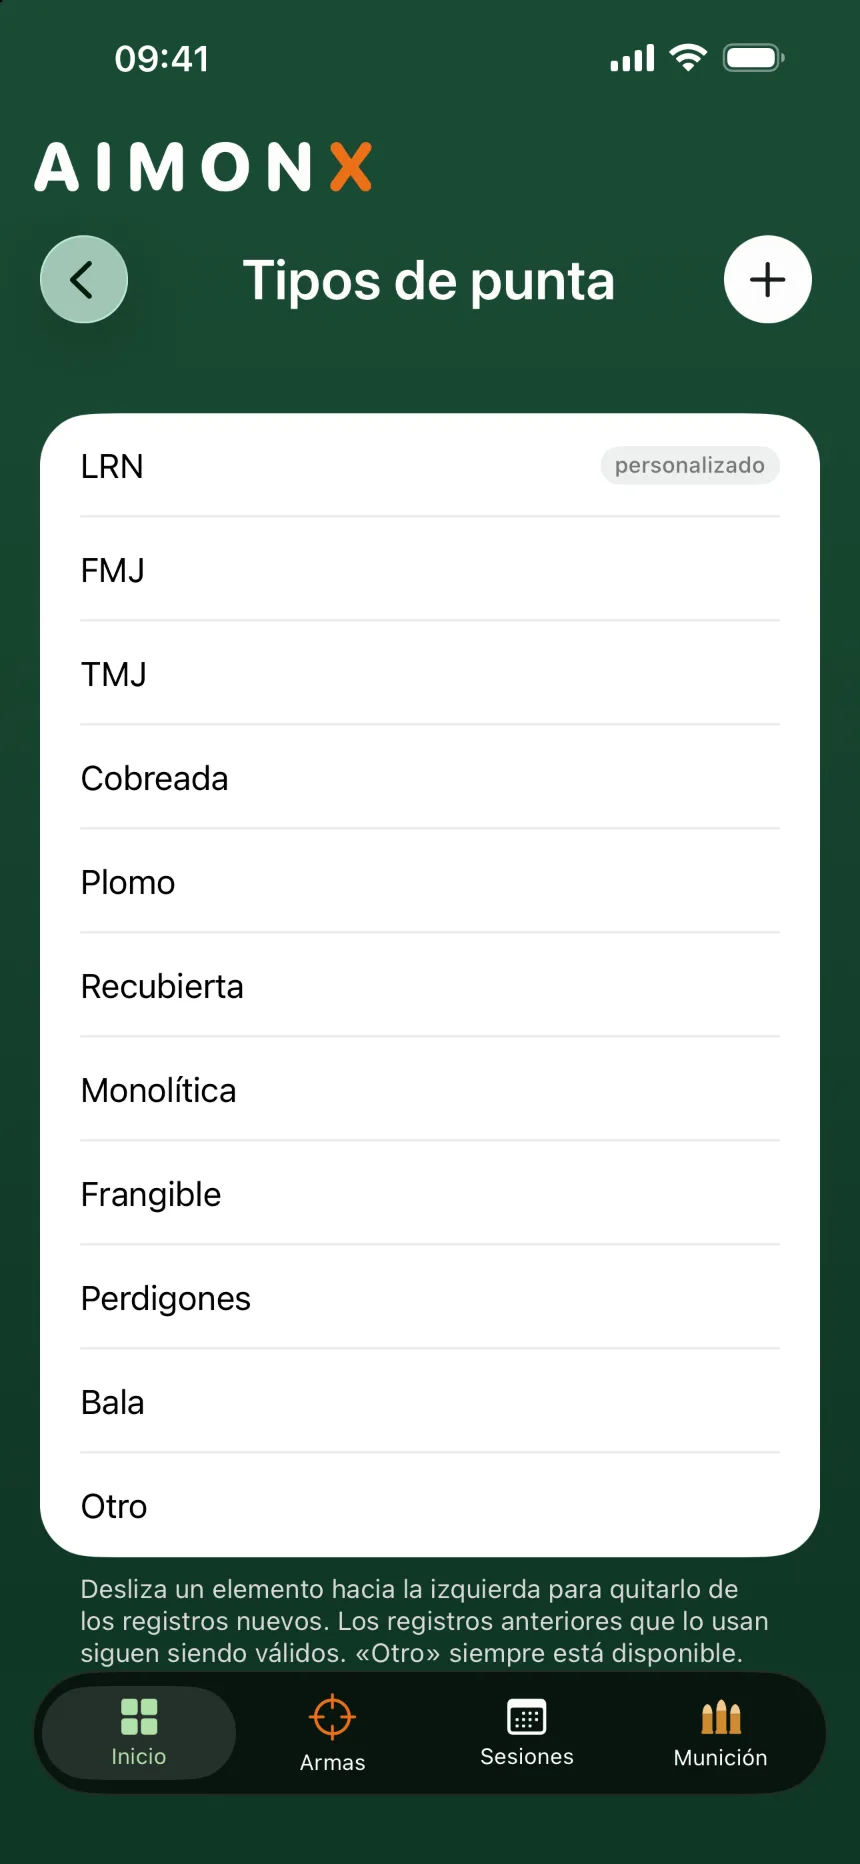 09:41
AIMONX
Tipos de punta
LRN
personalizado
FMJ
TMJ
Cobreada
Plomo
Recubierta
Monolítica
Frangible
Perdigones
Bala
Otro
Desliza un elemento hacia la izquierda para quitarlo de
los registros nuevos. Los registros anteriores que lo usan
siguen siendo válidos. «Otro» siempre está disponible.
Inicio
Armas
Sesiones
Munición